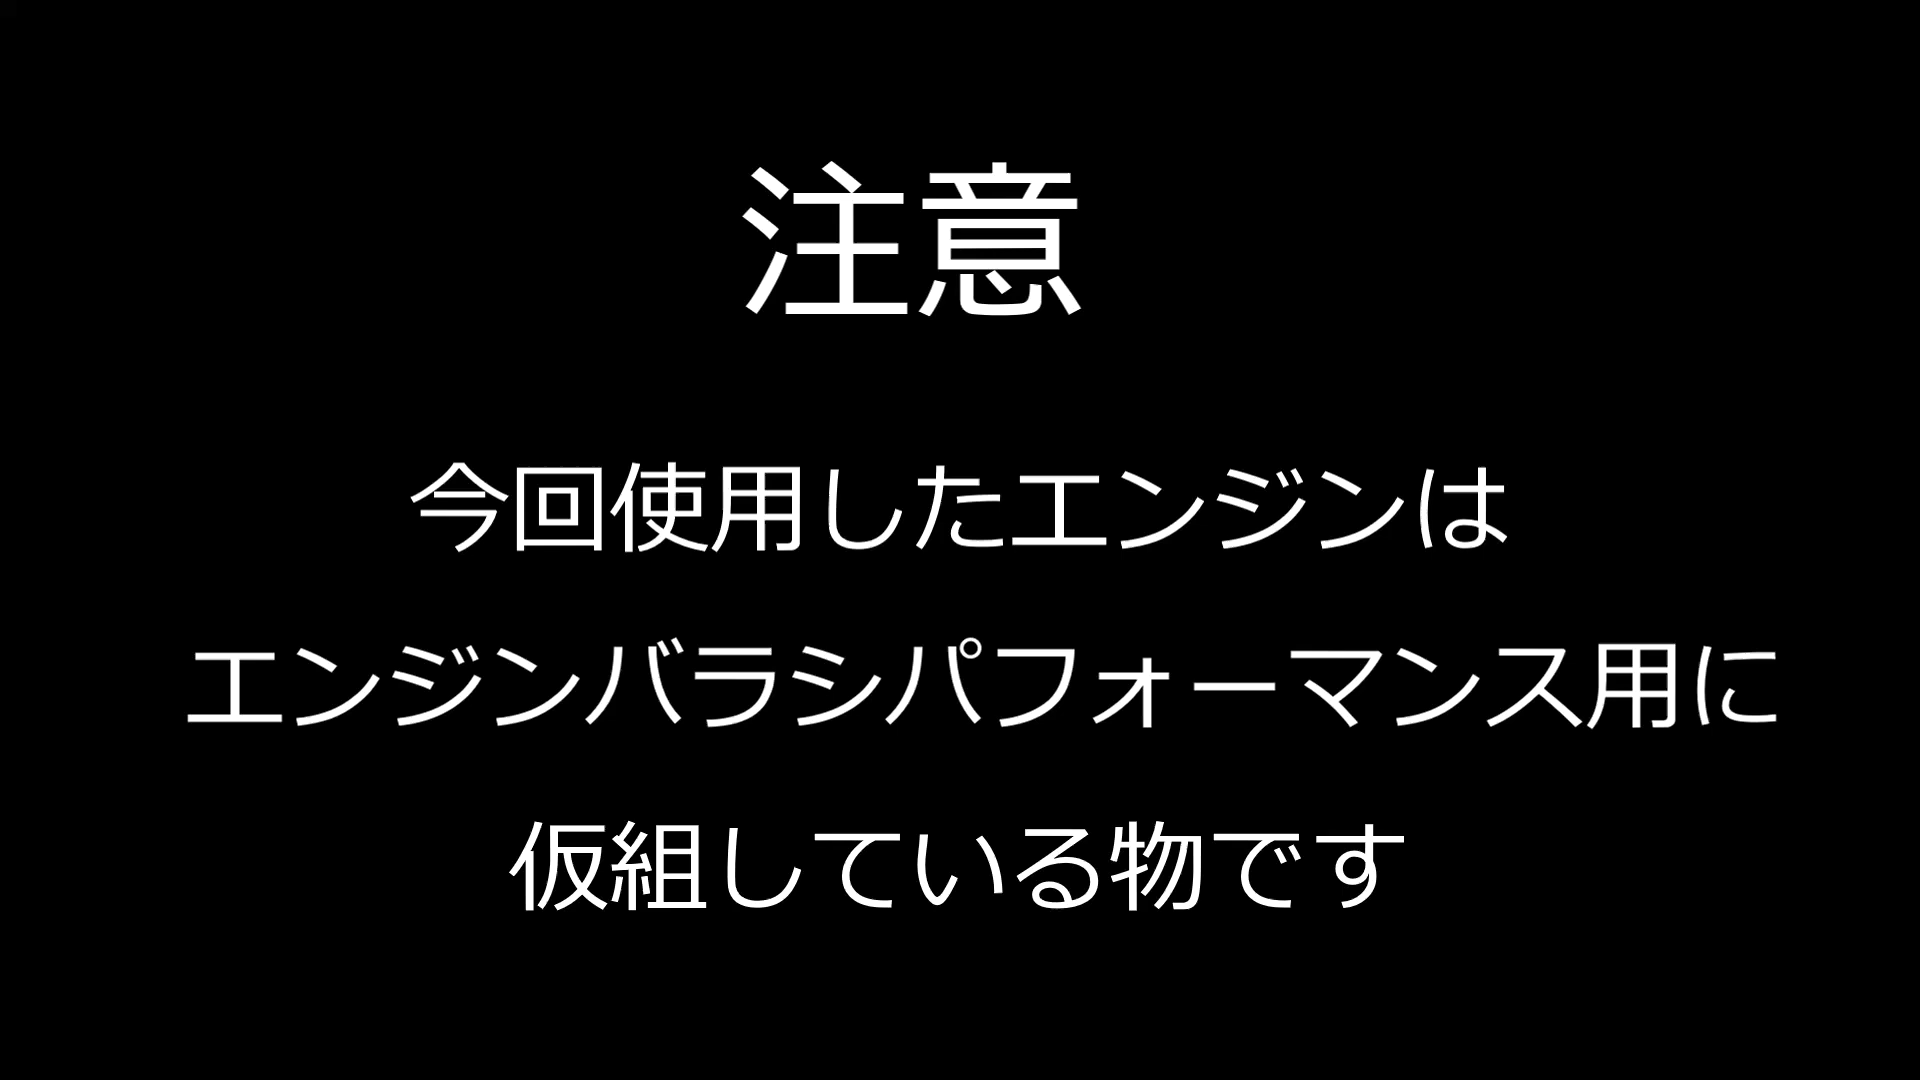 注意
今回使用したエンジンは
エンジンバラシパフォーマンス用に
仮組している物です